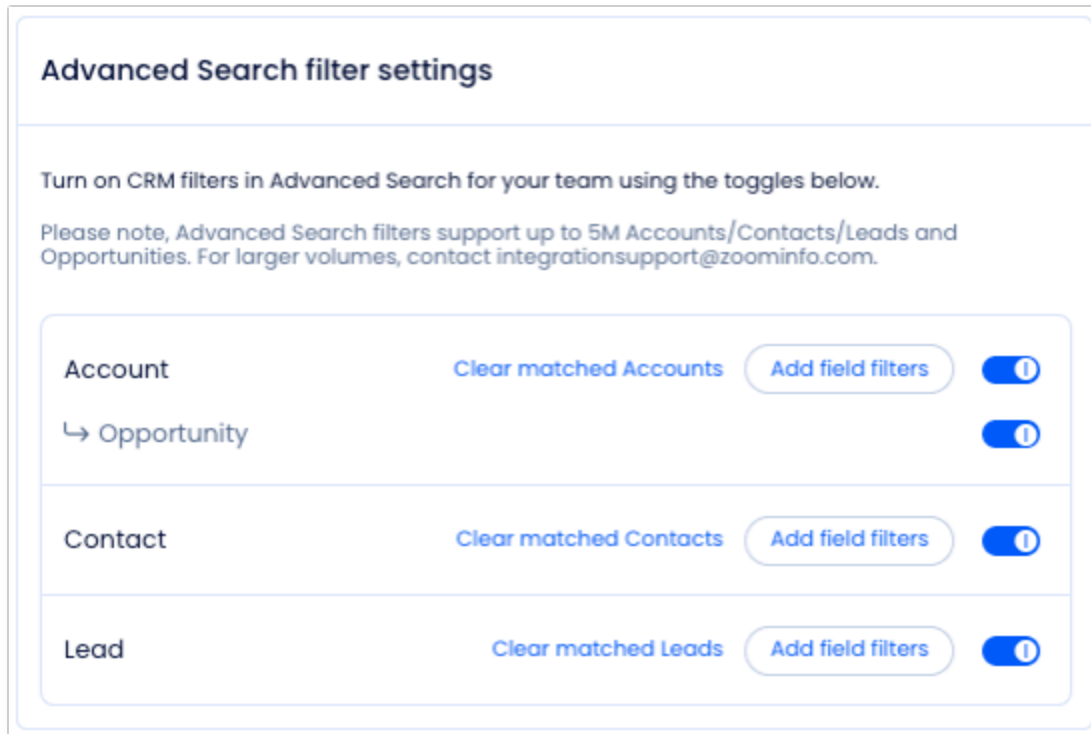 Advanced Search filter settings
Turn on CRM filters in Advanced Search for your team using the toggles below.
Please note, Advanced Search filters support up to 5M Accounts/Contacts/Leads and
Opportunities. For larger volumes, contact integrationsupport@zoominfo.com.
Account Clear matched Accounts Add field filters
Opportunity
Contact Clear matched Contacts Add field filters
Lead Clear matched Leads Add field filters